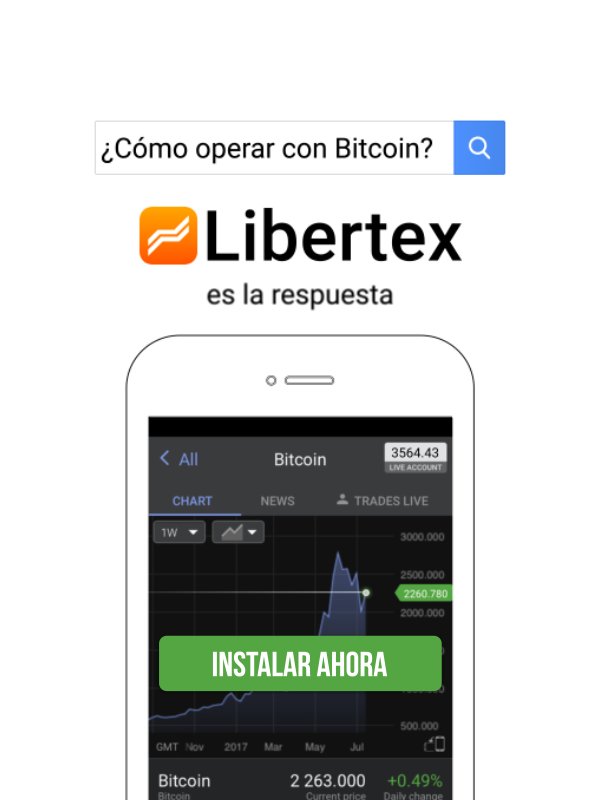 ¿Cómo operar con Bitcoin?
Libertex
es la respuesta
All
Bitcoin
3564.43
LIVE ACCOUNT
CHART
NEWS
TRADES LIVE
1W
3000.000
2500.000
2260.780
2000.000
INSTALAR AHORA
500.000
GMT Nov 2017 Mar May Jul
Bitcoin 2 263.000 +0.49%
Bitcoin Current price Daily change